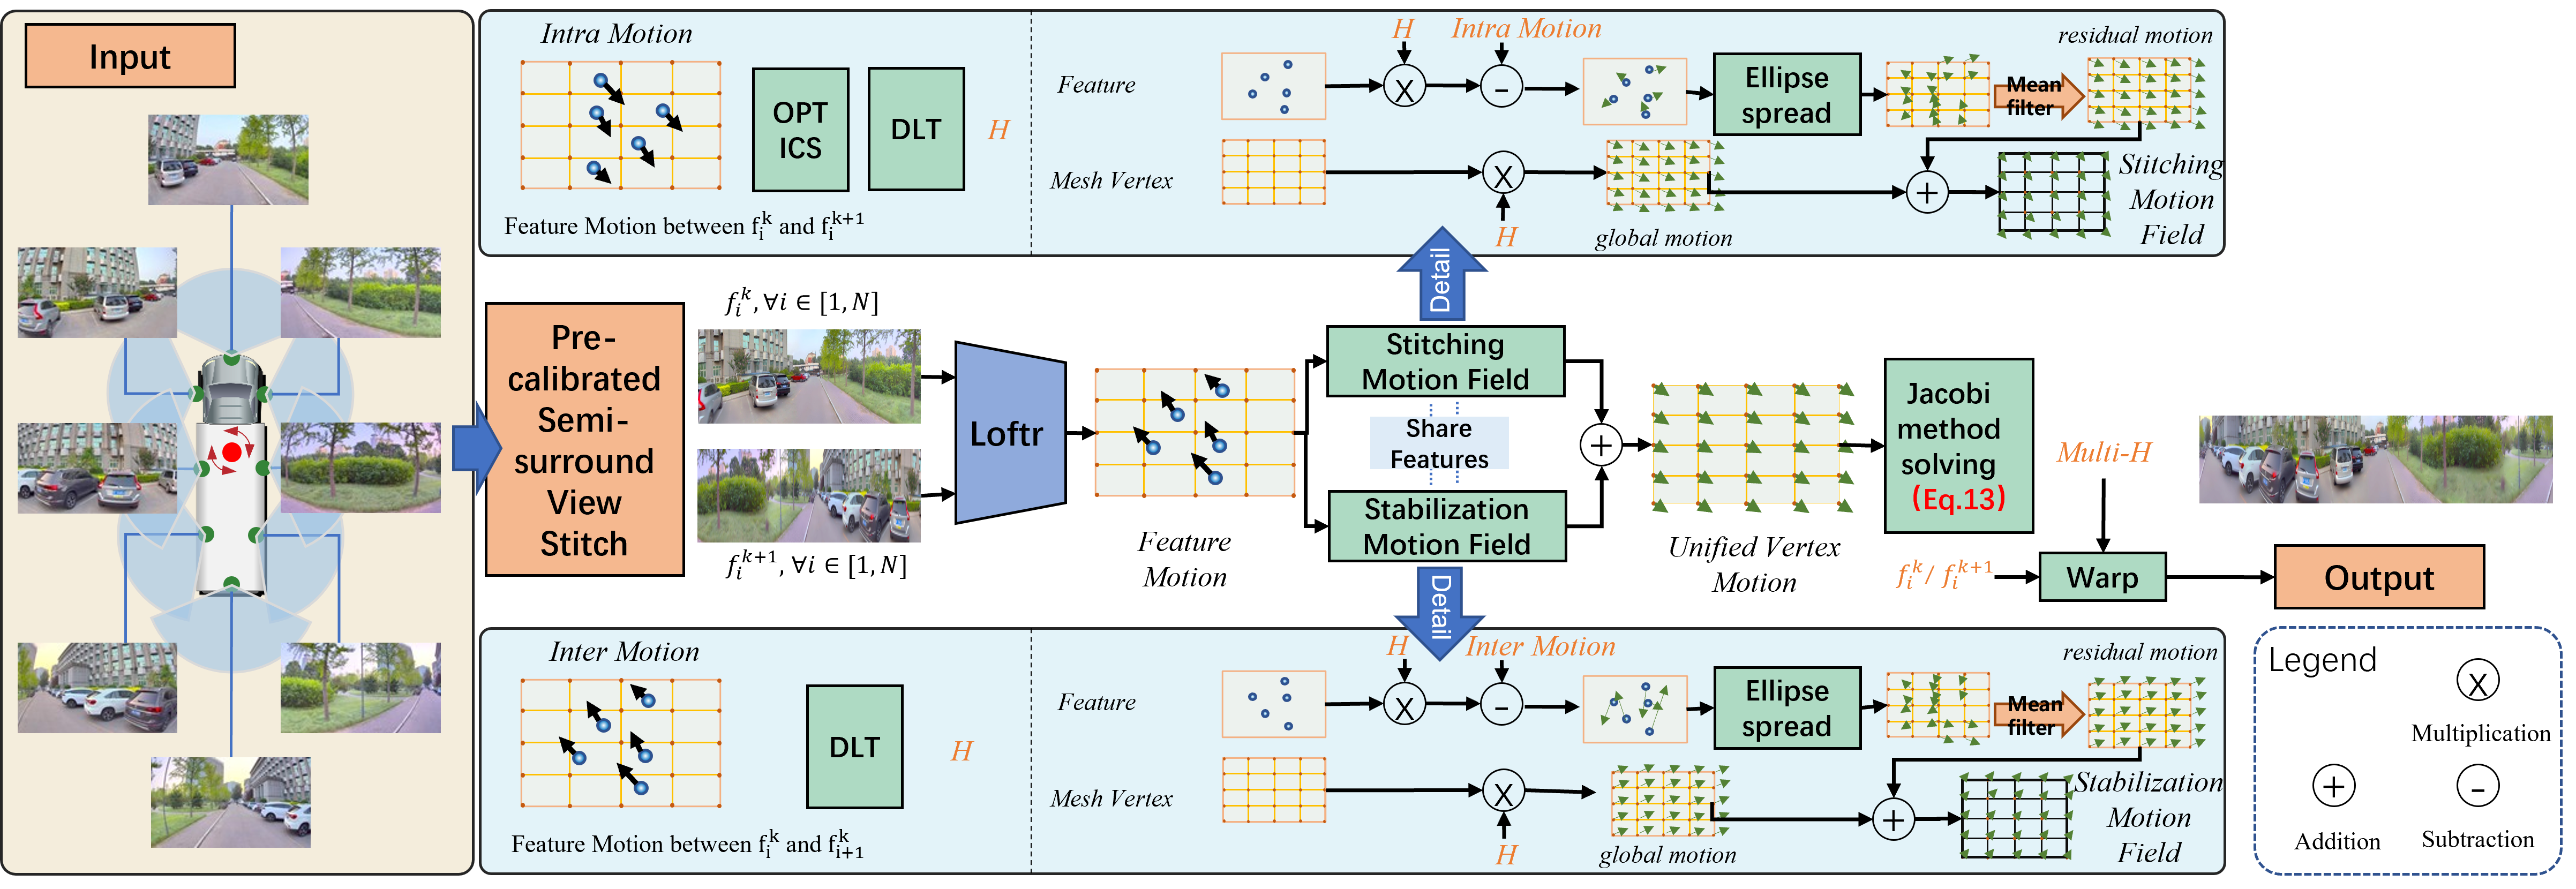 Input
Intra Motion
OPT
ICS
DLT
H
Feature Motion between f_i^k and f_i^{k+1}
H
Intra Motion
Feature
X
-
Ellipse
spread
Mean
filter
residual motion
Mesh Vertex
X
H
global motion
+
Stitching
Motion
Field
Detail
Pre-
calibrated
Semi-
surround
View
Stitch
f_i^k, ∀i ∈ [1, N]
f_i^{k+1}, ∀i ∈ [1, N]
Loftr
Feature
Motion
Stitching
Motion Field
Share
Features
Stabilization
Motion Field
+
Unified Vertex
Motion
Jacobi
method
solving
(Eq.13)
Multi-H
f_i^k/ f_i^{k+1}
Warp
Output
Detail
Inter Motion
DLT
H
Feature Motion between f_i^k and f_{i+1}^k
H
Inter Motion
Feature
X
-
Ellipse
spread
Mean
filter
residual motion
Mesh Vertex
X
H
global motion
+
Stabilization
Motion
Field
Legend
X
Multiplication
+
Addition
-
Subtraction